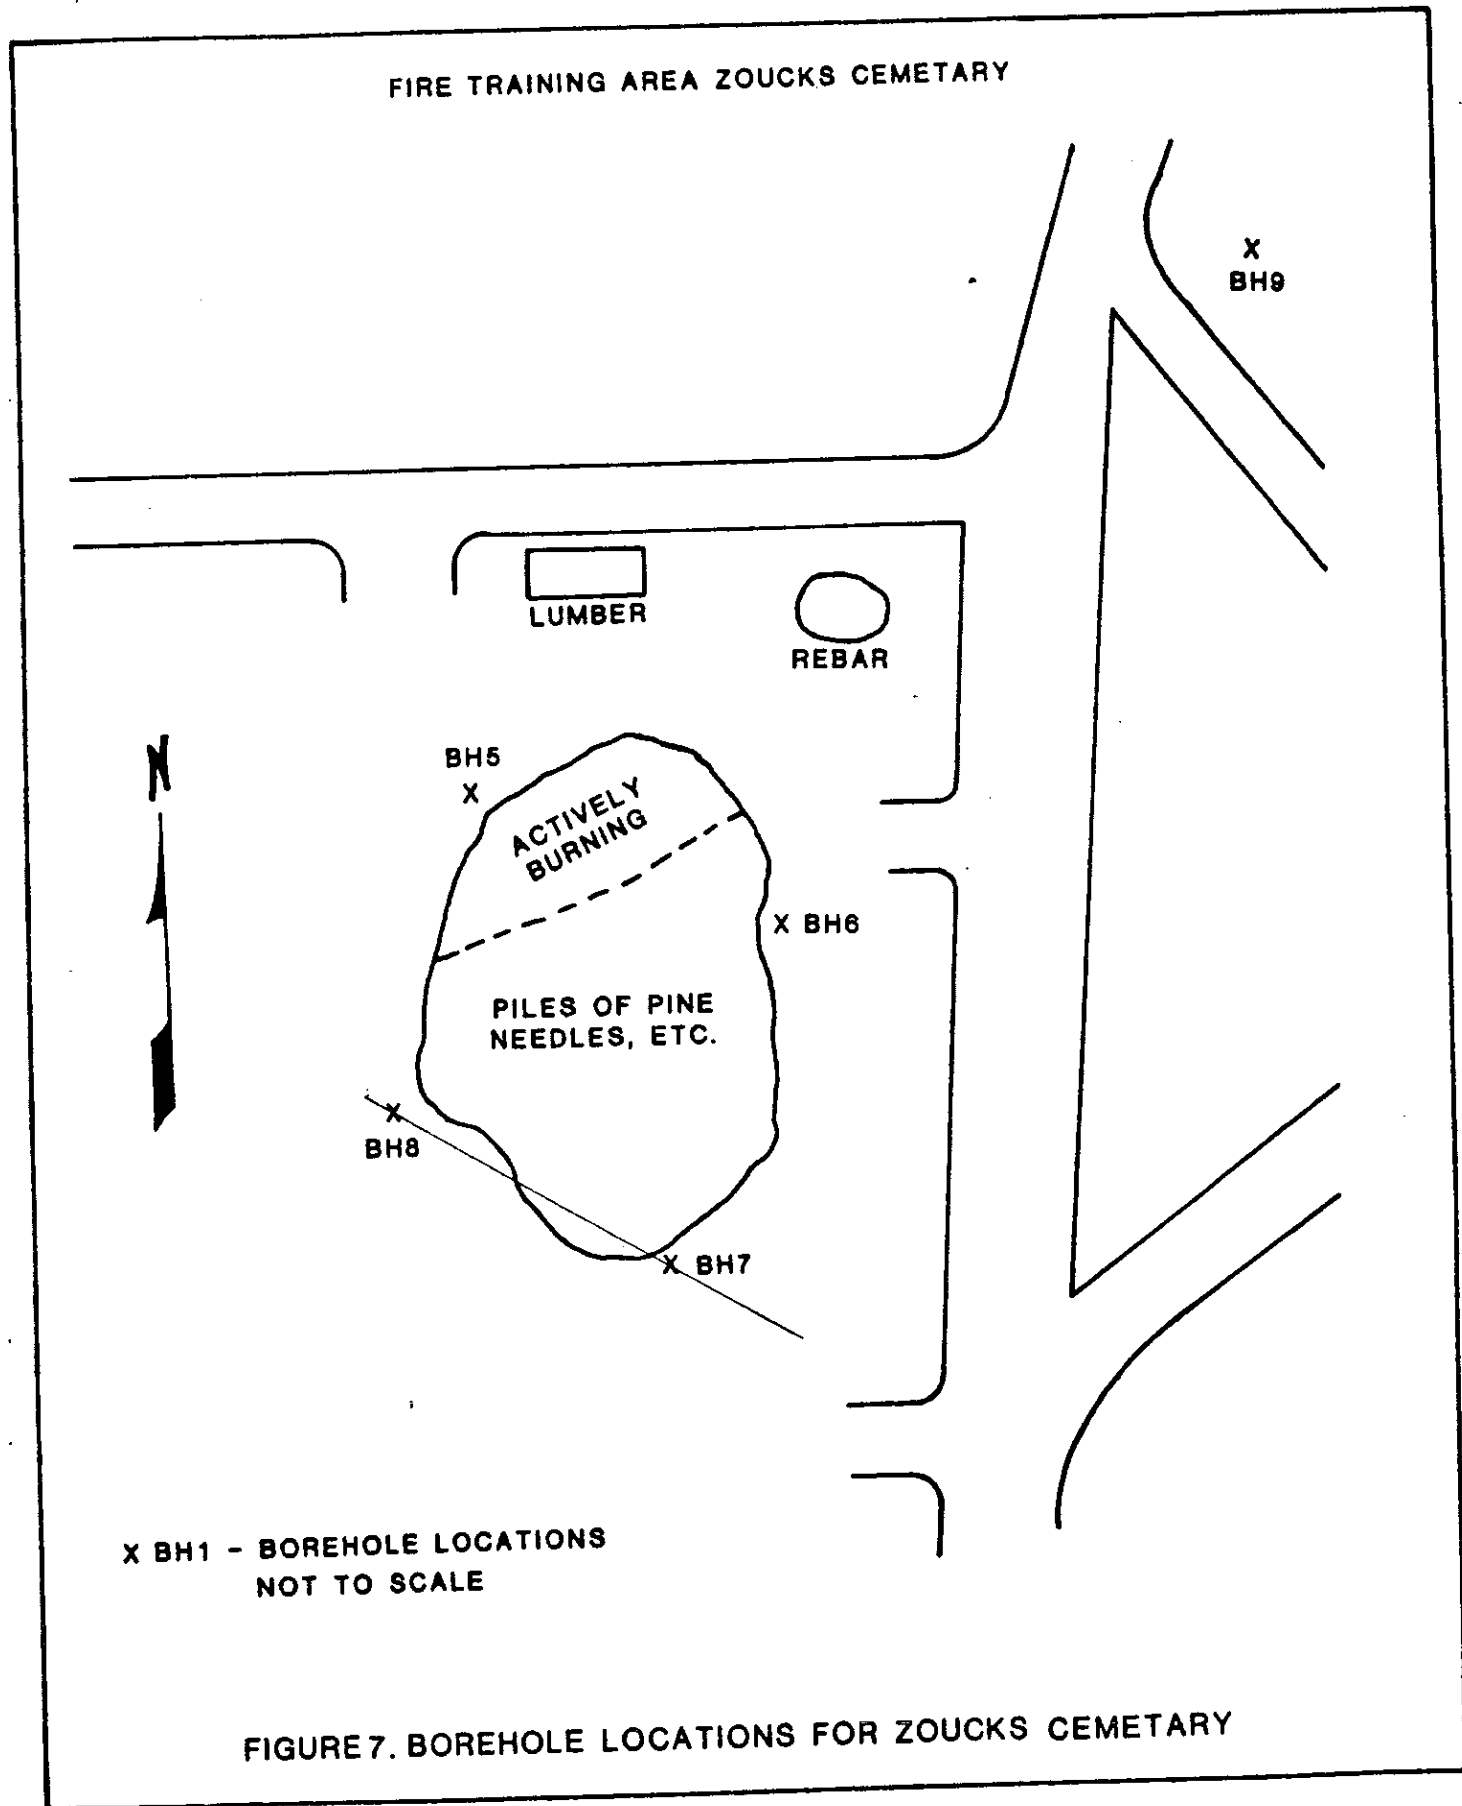 FIRE TRAINING AREA ZOUCKS CEMETARY
X
BH9
LUMBER
REBAR
N
BH5
X
ACTIVELY
BURNING
X BH6
PILES OF PINE
NEEDLES, ETC.
X
BH8
X BH7
X BH1 - BOREHOLE LOCATIONS
NOT TO SCALE
FIGURE 7. BOREHOLE LOCATIONS FOR ZOUCKS CEMETARY